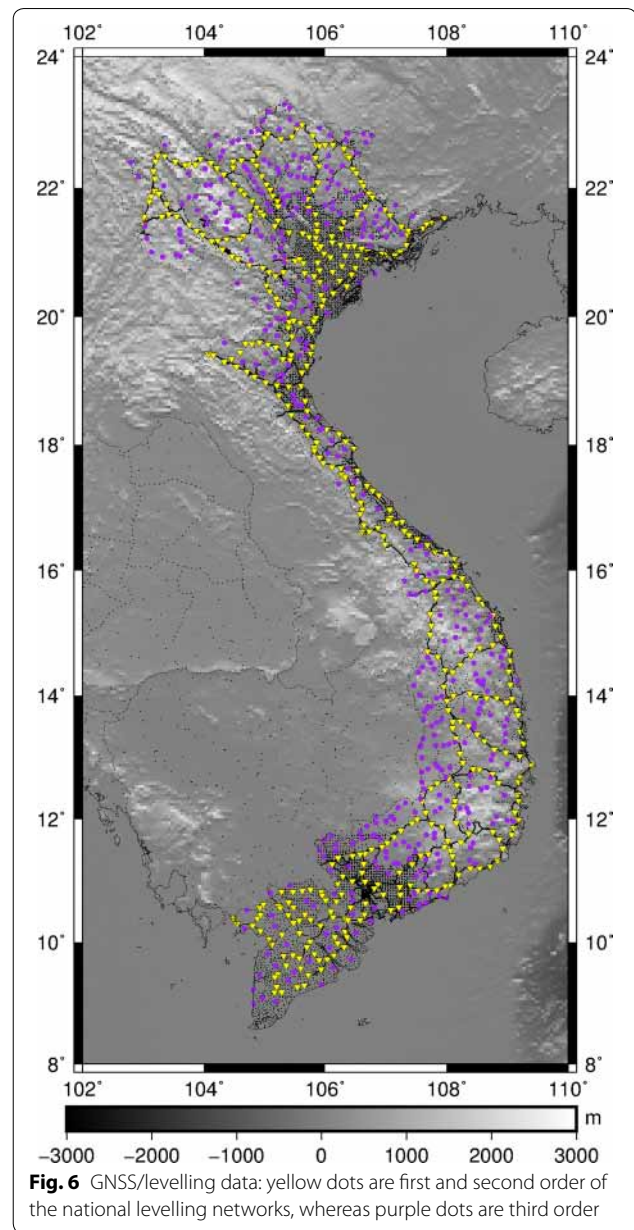 102˚ 104˚ 106˚ 108˚ 110˚
24˚ 24˚
22˚ 22˚
20˚ 20˚
18˚ 18˚
16˚ 16˚
14˚ 14˚
12˚ 12˚
10˚ 10˚
8˚ 8˚
102˚ 104˚ 106˚ 108˚ 110˚
m
−3000 −2000 −1000 0 1000 2000 3000
Fig. 6 GNSS/levelling data: yellow dots are first and second order of
the national levelling networks, whereas purple dots are third order